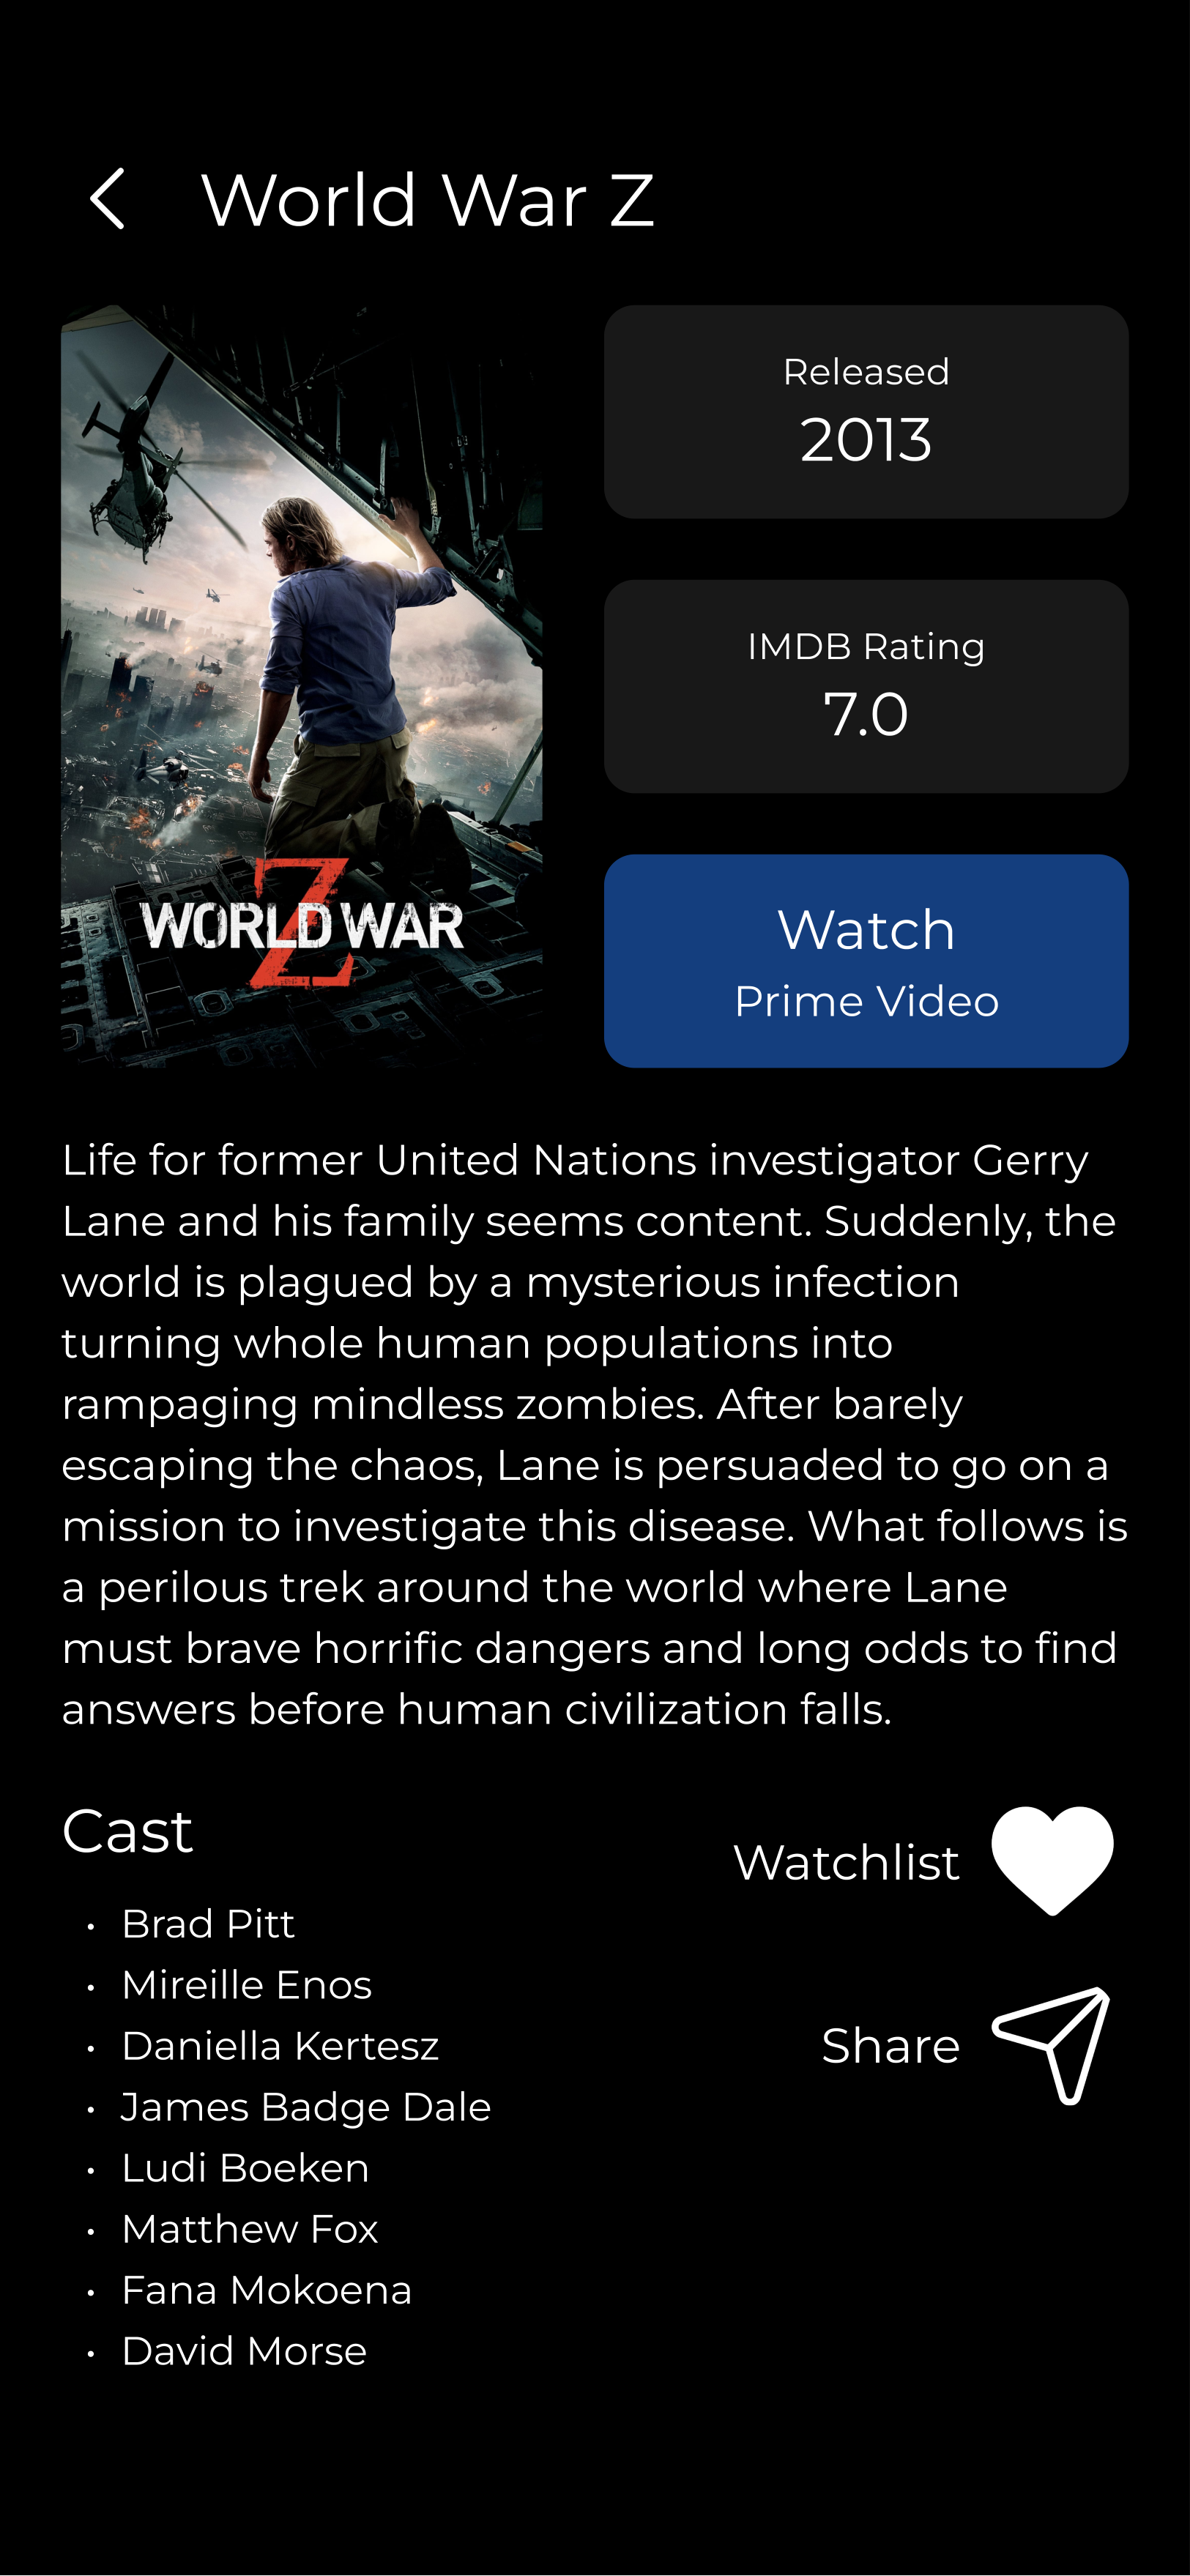 World War Z
WORLD WAR
Z
Released
2013
IMDB Rating
7.0
Watch
Prime Video
Life for former United Nations investigator Gerry
Lane and his family seems content. Suddenly, the
world is plagued by a mysterious infection
turning whole human populations into
rampaging mindless zombies. After barely
escaping the chaos, Lane is persuaded to go on a
mission to investigate this disease. What follows is
a perilous trek around the world where Lane
must brave horrific dangers and long odds to find
answers before human civilization falls.
Cast
• Brad Pitt
• Mireille Enos
• Daniella Kertesz
• James Badge Dale
• Ludi Boeken
• Matthew Fox
• Fana Mokoena
• David Morse
Watchlist
Share